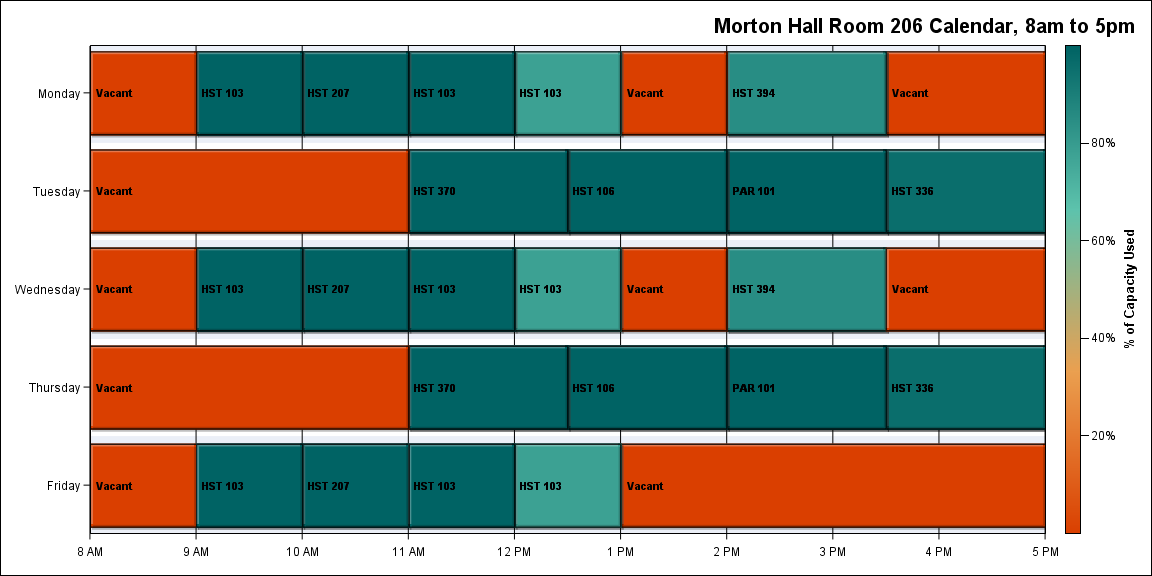 Morton Hall Room 206 Calendar, 8am to 5pm
Monday
Vacant
HST 103
HST 207
HST 103
HST 103
Vacant
HST 394
Vacant
Tuesday
Vacant
HST 370
HST 106
PAR 101
HST 336
Wednesday
Vacant
HST 103
HST 207
HST 103
HST 103
Vacant
HST 394
Vacant
Thursday
Vacant
HST 370
HST 106
PAR 101
HST 336
Friday
Vacant
HST 103
HST 207
HST 103
HST 103
Vacant
8 AM
9 AM
10 AM
11 AM
12 PM
1 PM
2 PM
3 PM
4 PM
5 PM
80%
60%
40%
20%
% of Capacity Used